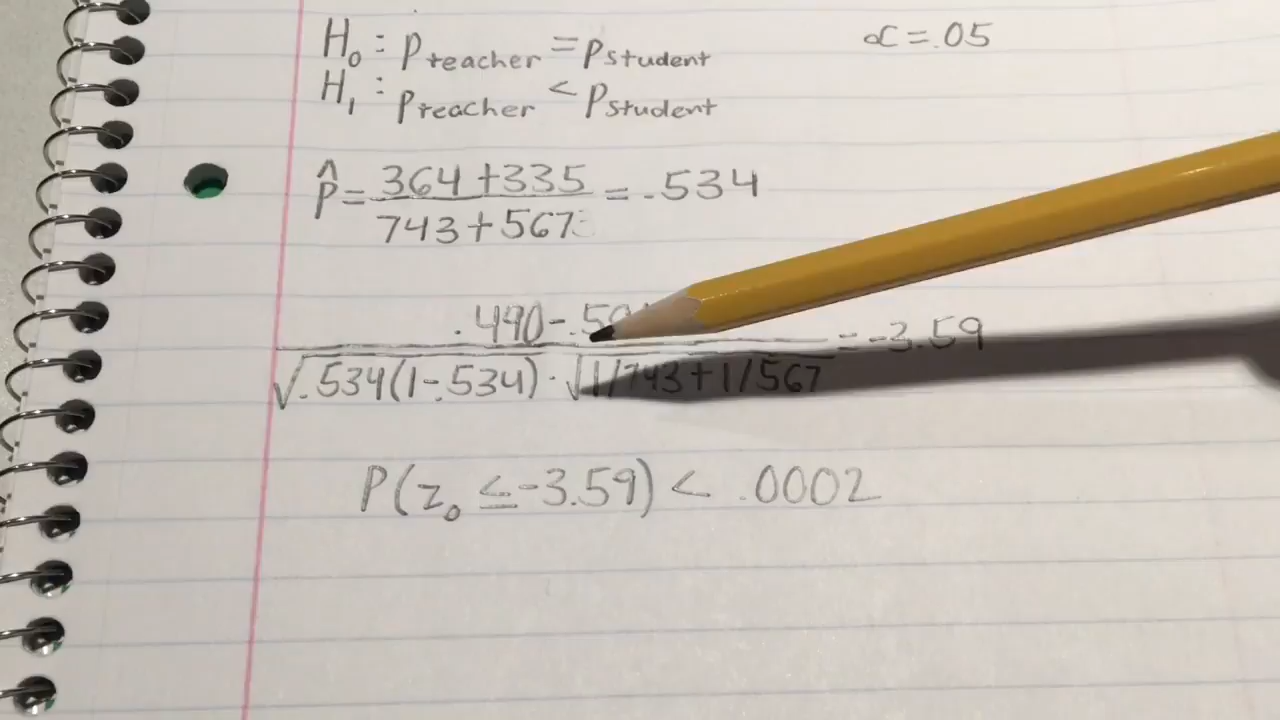 H₀ : Pteacher = Pstudent
α = .05
H₁ : Pteacher < Pstudent
p̂ = 364 + 335 / 743 + 567 = .534
.490 - .59 = -3.59
√.534(1-.534) · √1/743 + 1/567
P(z₀ ≤ -3.59) < .0002